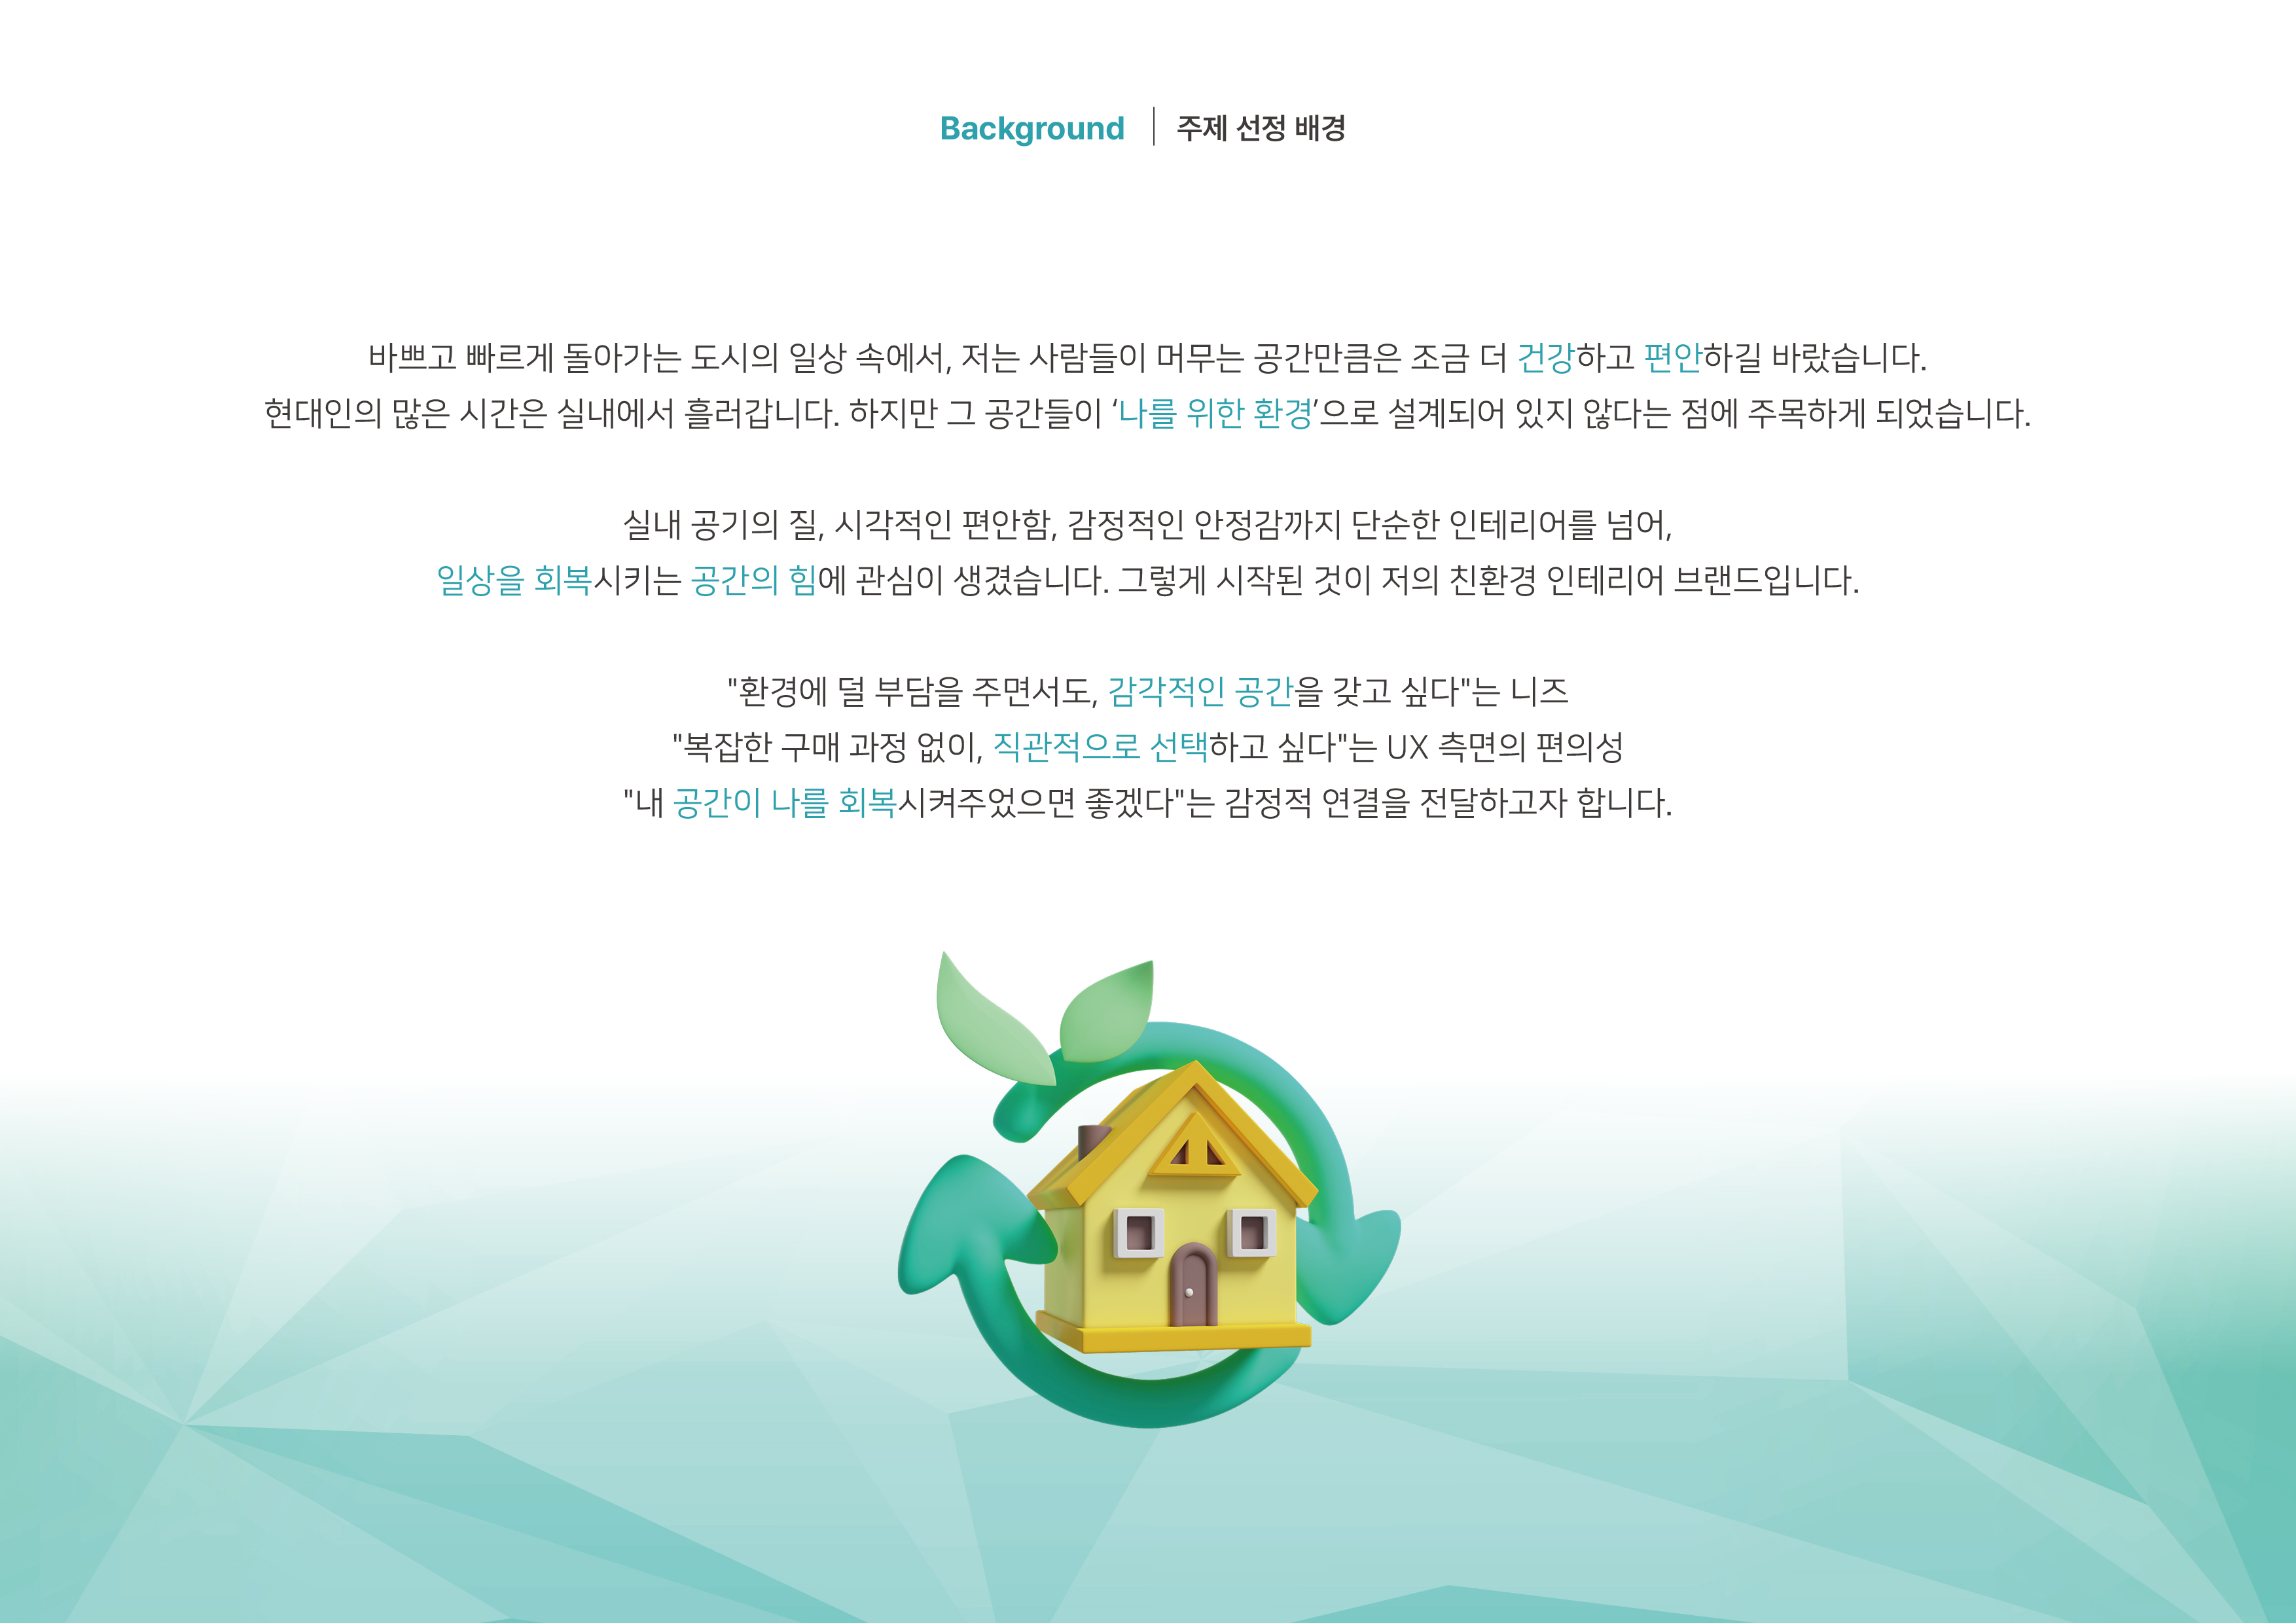 Background | 주제 선정 배경
바쁘고 빠르게 돌아가는 도시의 일상 속에서, 저는 사람들이 머무는 공간만큼은 조금 더 건강하고 편안하길 바랐습니다.
현대인의 많은 시간은 실내에서 흘러갑니다. 하지만 그 공간들이 ‘나를 위한 환경’으로 설계되어 있지 않다는 점에 주목하게 되었습니다.
실내 공기의 질, 시각적인 편안함, 감정적인 안정감까지 단순한 인테리어를 넘어,
일상을 회복시키는 공간의 힘에 관심이 생겼습니다. 그렇게 시작된 것이 저의 친환경 인테리어 브랜드입니다.
"환경에 덜 부담을 주면서도, 감각적인 공간을 갖고 싶다"는 니즈
"복잡한 구매 과정 없이, 직관적으로 선택하고 싶다"는 UX 측면의 편의성
"내 공간이 나를 회복시켜주었으면 좋겠다"는 감정적 연결을 전달하고자 합니다.